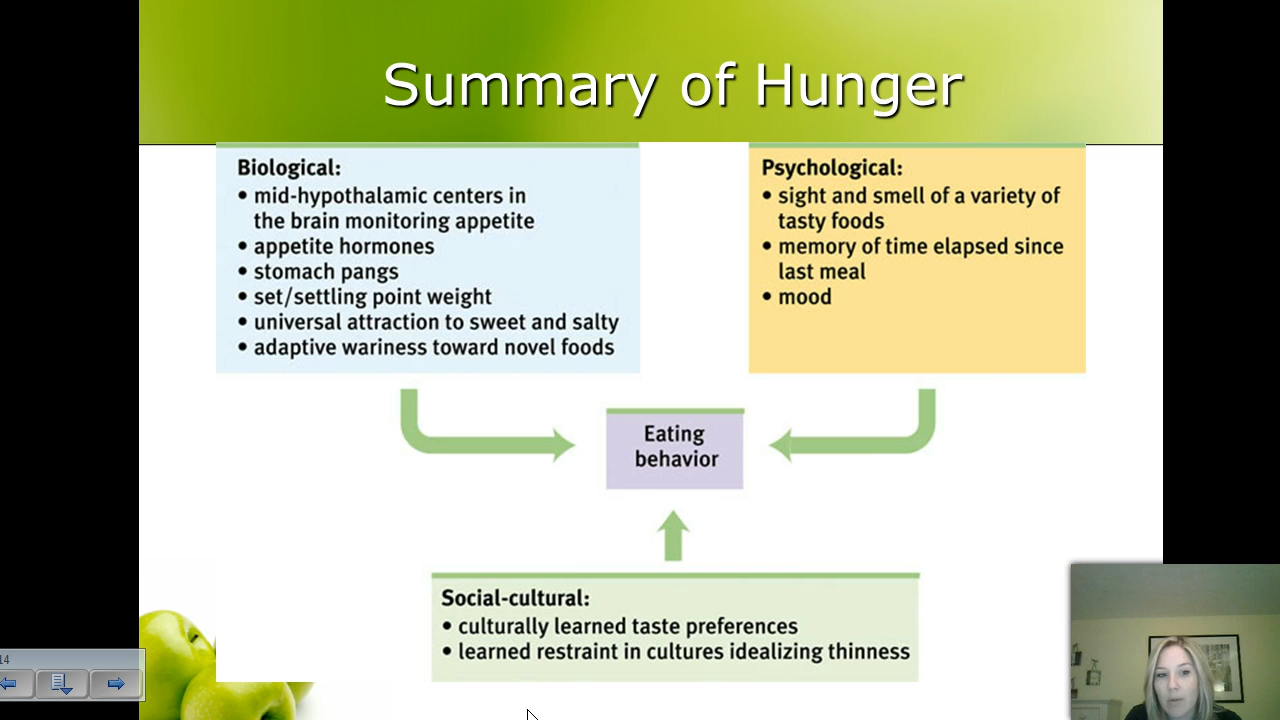 Summary of Hunger
Biological:
• mid-hypothalamic centers in
the brain monitoring appetite
• appetite hormones
• stomach pangs
• set/settling point weight
• universal attraction to sweet and salty
• adaptive wariness toward novel foods
Psychological:
• sight and smell of a variety of
tasty foods
• memory of time elapsed since
last meal
• mood
Eating
behavior
Social-cultural:
• culturally learned taste preferences
• learned restraint in cultures idealizing thinness
14